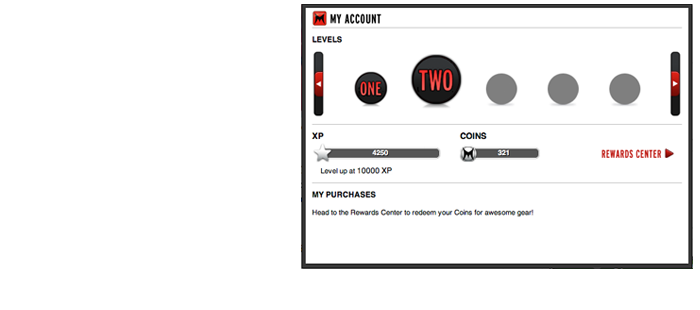 MY ACCOUNT
LEVELS
ONE TWO
XP COINS
4250 321 REWARDS CENTER
Level up at 10000 XP
MY PURCHASES
Head to the Rewards Center to redeem your Coins for awesome gear!